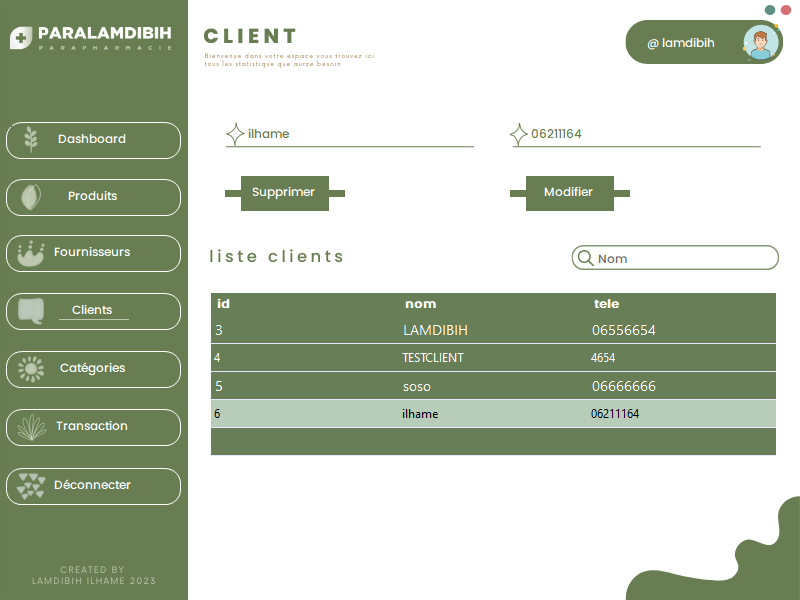 PARALAMDIBIH
PARAPHARMACIE
CLIENT
Bienvenue dans votre espace vous trouvez ici
tous les statistique que aurze besoin
@ lamdibih
Dashboard
Produits
Fournisseurs
Clients
Catégories
Transaction
Déconnecter
CREATED BY
LAMDIBIH ILHAME 2023
ilhame
06211164
Supprimer
Modifier
liste clients
Nom
id nom tele
3 LAMDIBIH 06556654
4 TESTCLIENT 4654
5 soso 06666666
6 ilhame 06211164